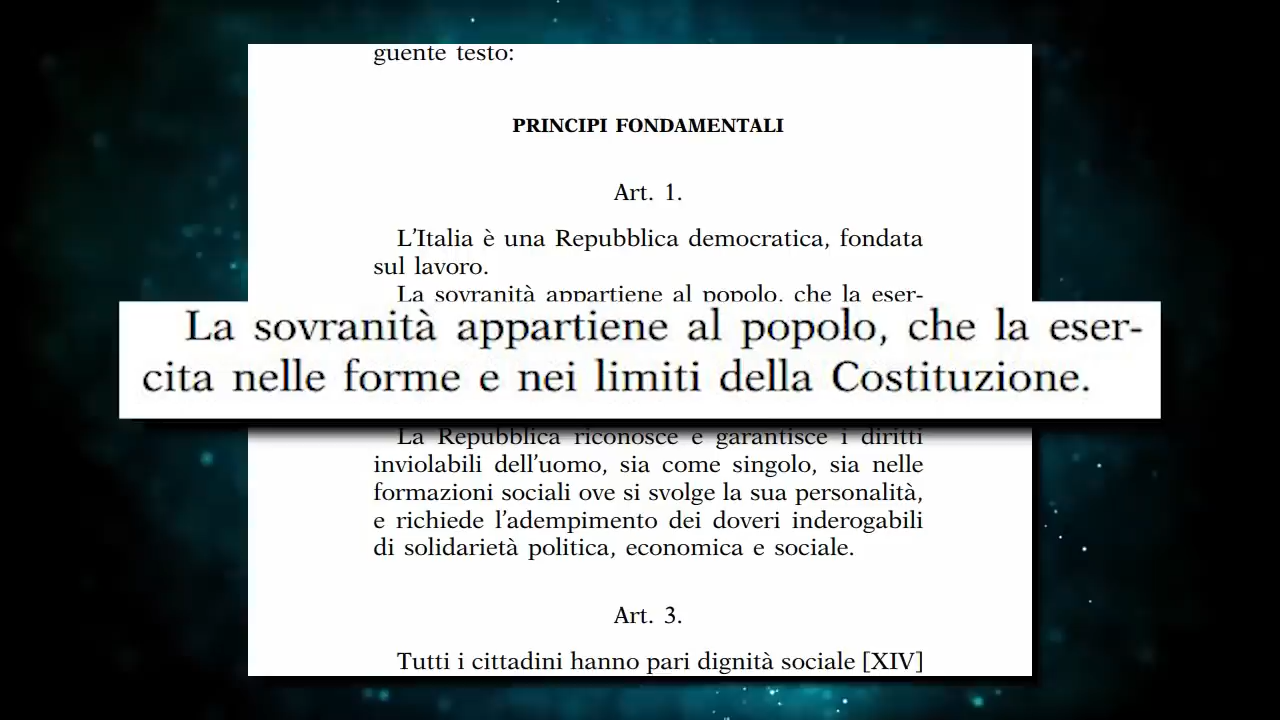 guente testo:
PRINCIPI FONDAMENTALI
Art. 1.
L’Italia è una Repubblica democratica, fondata
sul lavoro.
La sovranità appartiene al popolo, che la eser-
La sovranità appartiene al popolo, che la eser-
cita nelle forme e nei limiti della Costituzione.
La Repubblica riconosce e garantisce i diritti
inviolabili dell’uomo, sia come singolo, sia nelle
formazioni sociali ove si svolge la sua personalità,
e richiede l’adempimento dei doveri inderogabili
di solidarietà politica, economica e sociale.
Art. 3.
Tutti i cittadini hanno pari dignità sociale [XIV]